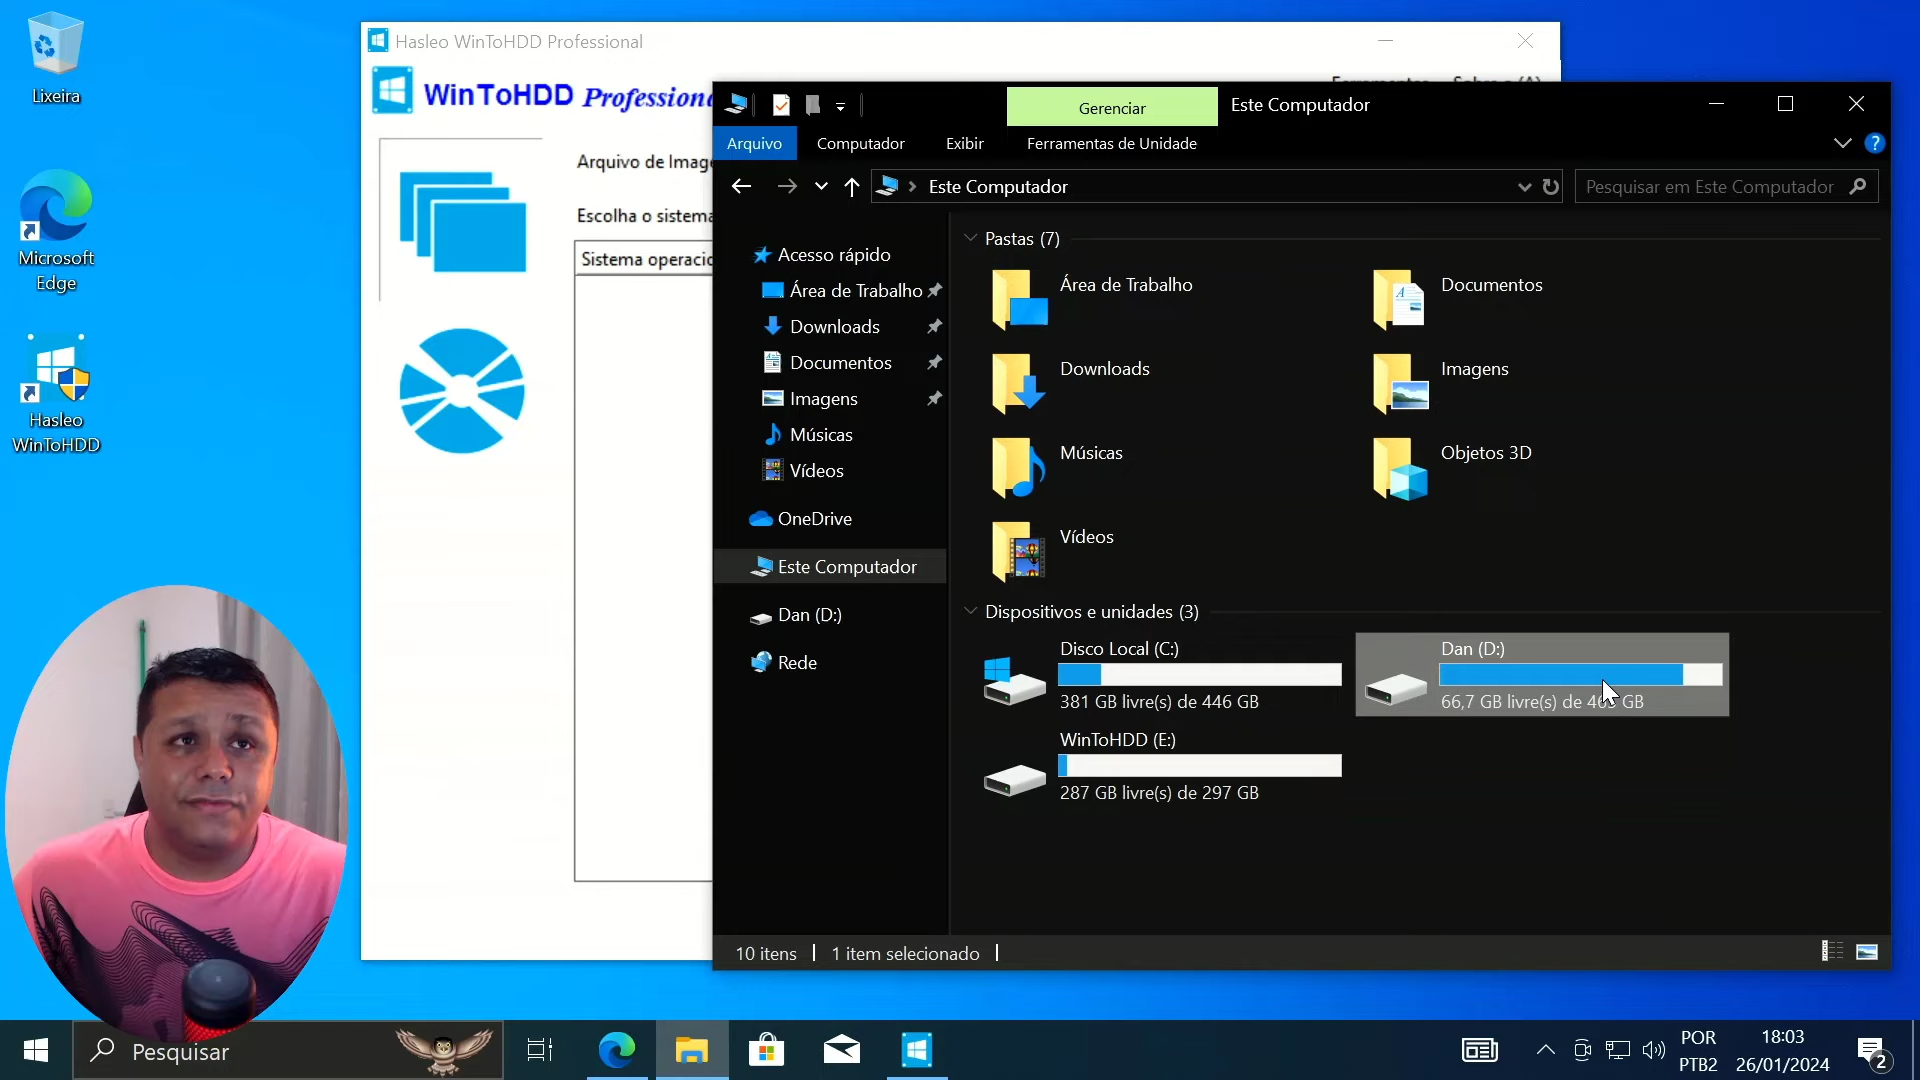 Lixeira
Microsoft
Edge
Hasleo
WinToHDD
Hasleo WinToHDD Professional
WinToHDD
Arquivo de Imag
Escolha o sistema
Sistema operacio
Gerenciar
Este Computador
Arquivo
Computador
Exibir
Ferramentas de Unidade
?
Este Computador
Pesquisar em Este Computador
Acesso rápido
Área de Trabalho
Downloads
Documentos
Imagens
Músicas
Vídeos
OneDrive
Este Computador
Dan (D:)
Rede
Pastas (7)
Área de Trabalho
Documentos
Downloads
Imagens
Músicas
Objetos 3D
Vídeos
Dispositivos e unidades (3)
Disco Local (C:)
381 GB livre(s) de 446 GB
Dan (D:)
66,7 GB livre(s) de GB
WinToHDD (E:)
287 GB livre(s) de 297 GB
10 itens
1 item selecionado
Pesquisar
POR
PTB2
18:03
26/01/2024
2